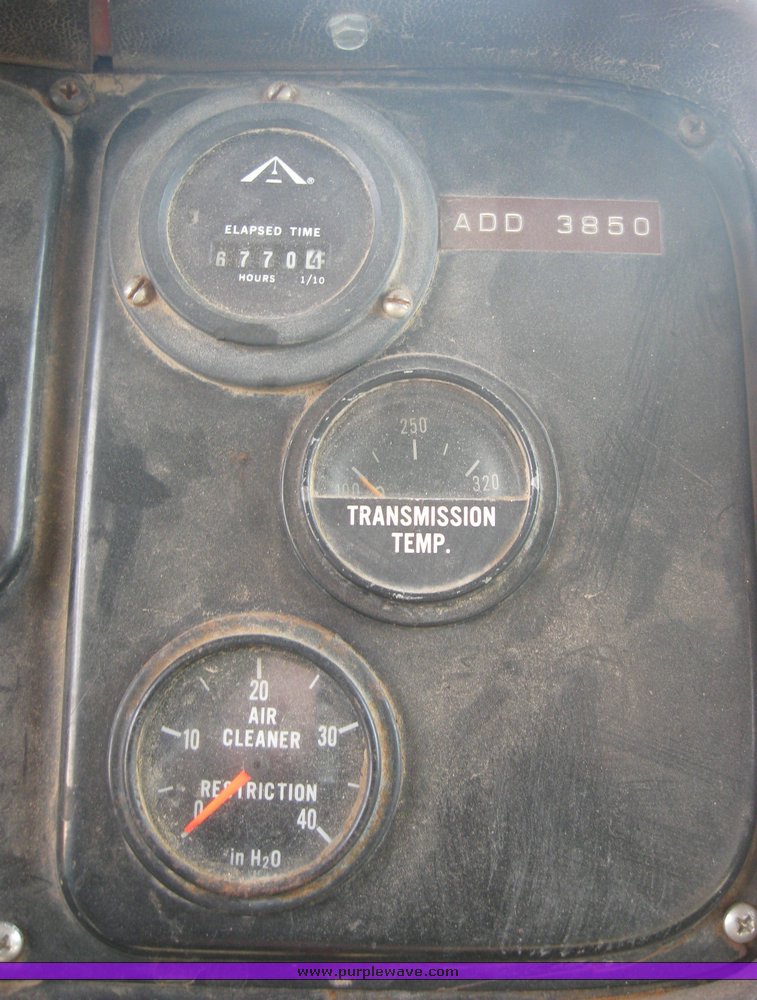 ®
ELAPSED TIME
67704
HOURS 1/10
ADD 3850
250
100 320
TRANSMISSION
TEMP.
20
AIR
10 CLEANER 30
RESTRICTION
0 40
in H₂O
www.purplewave.com